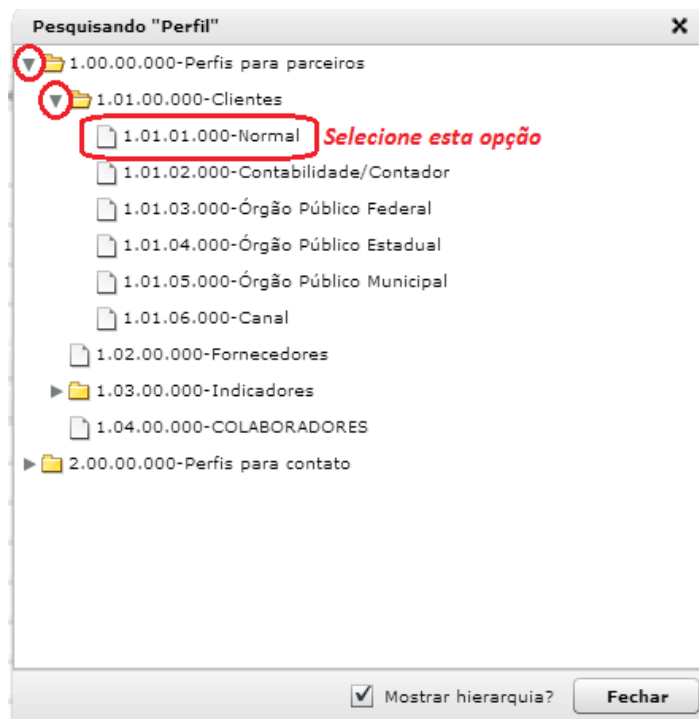 Pesquisando "Perfil"
1.00.00.000-Perfis para parceiros
1.01.00.000-Clientes
1.01.01.000-Normal Selecione esta opção
1.01.02.000-Contabilidade/Contador
1.01.03.000-Órgão Público Federal
1.01.04.000-Órgão Público Estadual
1.01.05.000-Órgão Público Municipal
1.01.06.000-Canal
1.02.00.000-Fornecedores
1.03.00.000-Indicadores
1.04.00.000-COLABORADORES
2.00.00.000-Perfis para contato
Mostrar hierarquia? Fechar